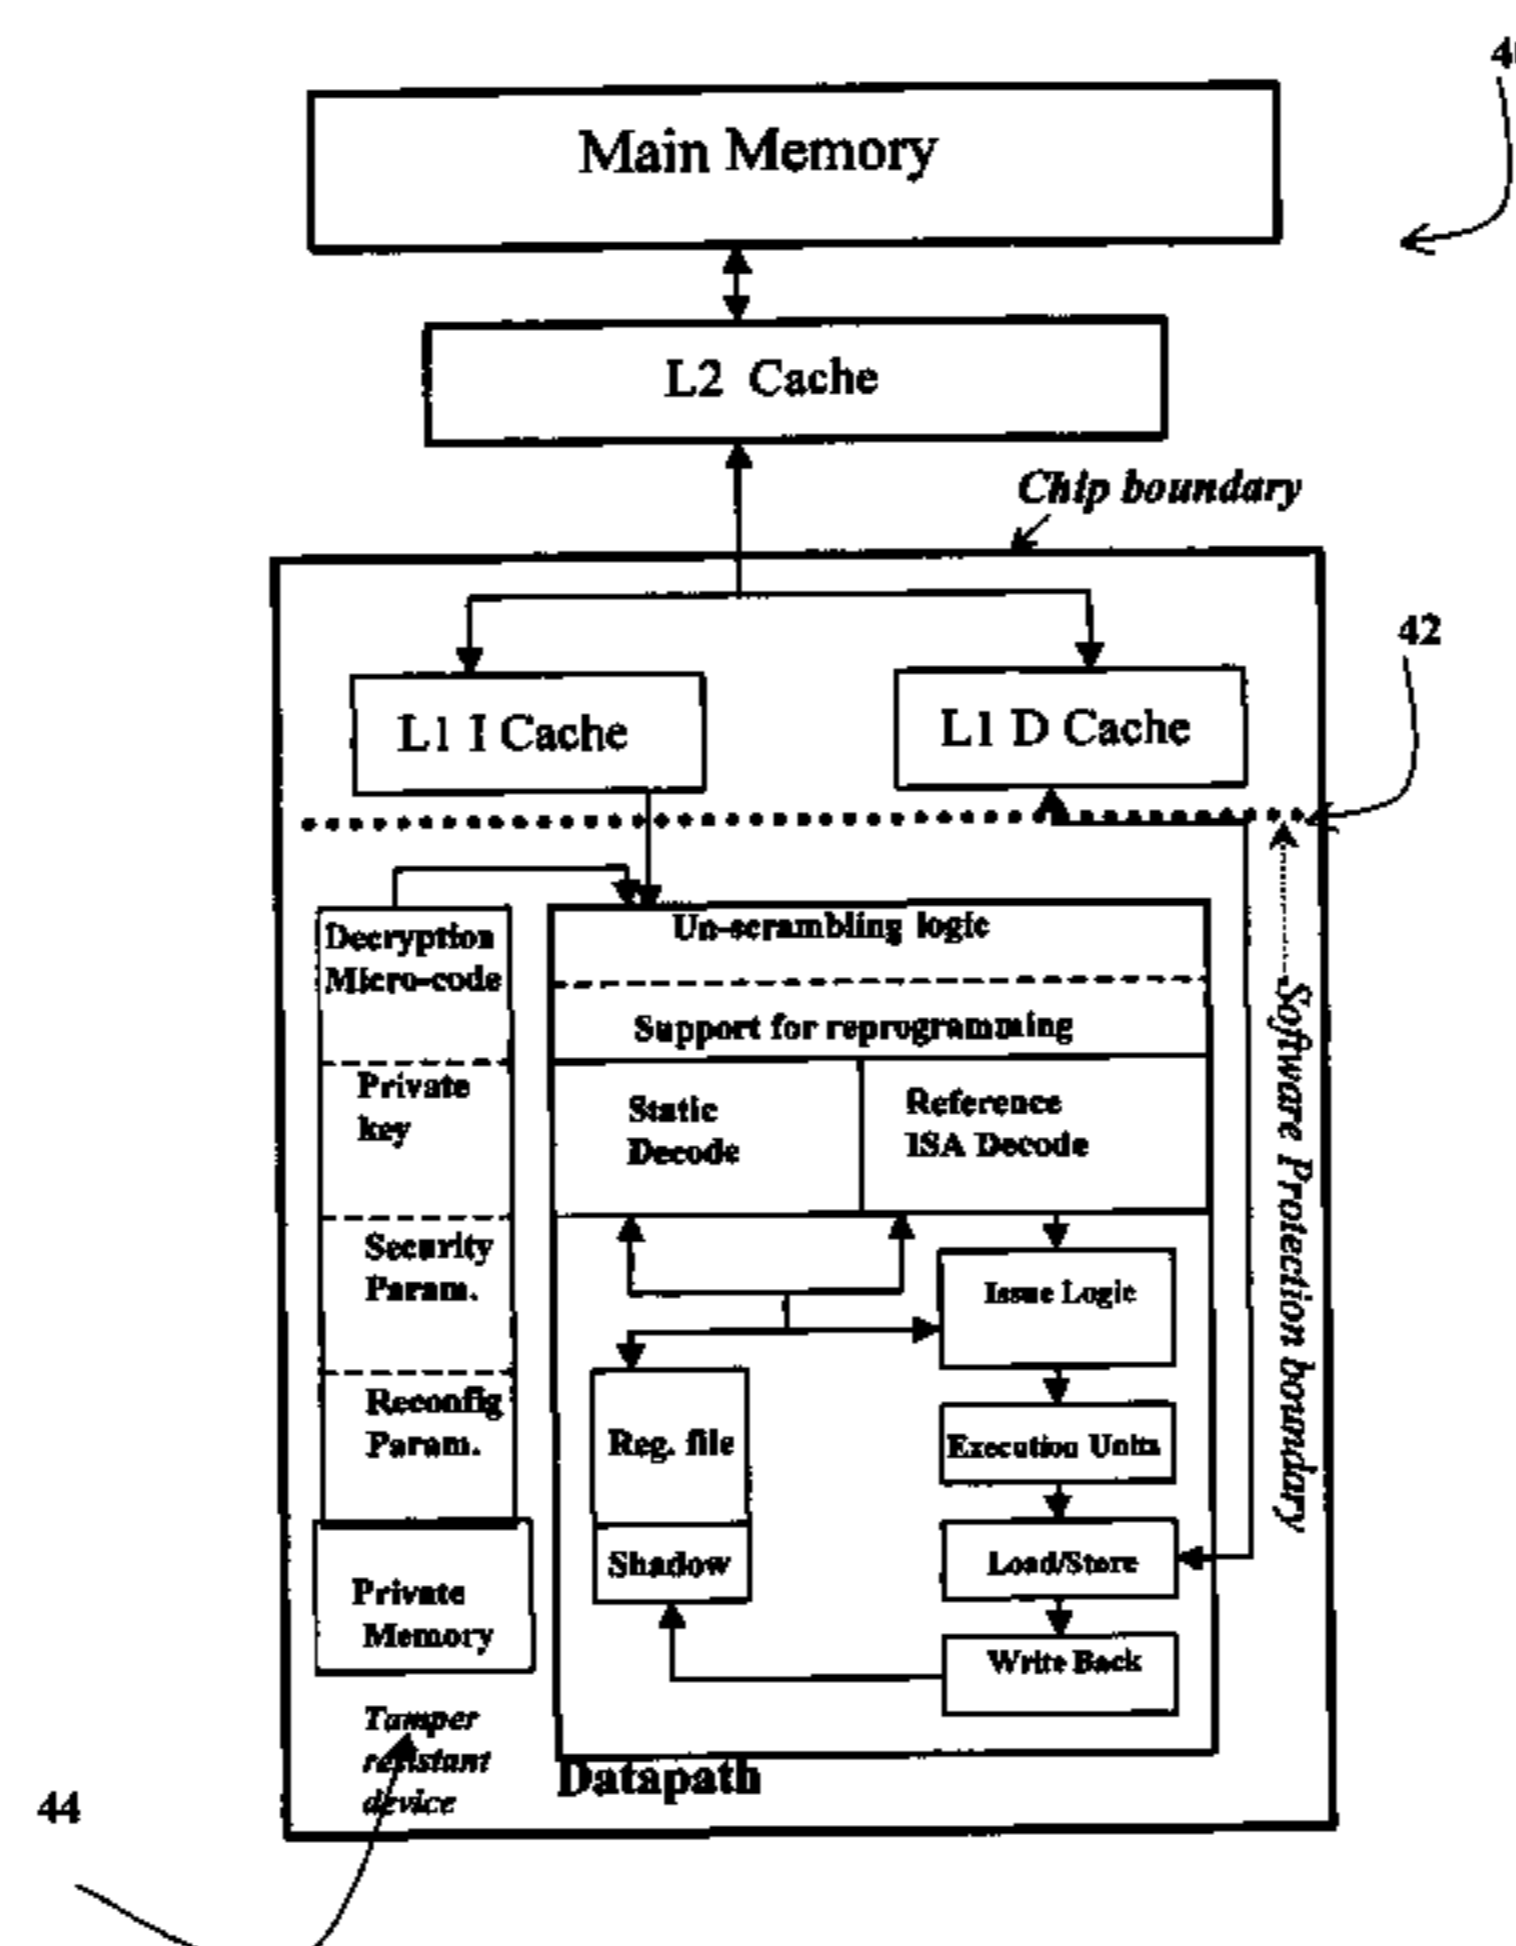 Main Memory
L2 Cache
Chip boundary
42
L1 I Cache
L1 D Cache
Decryption
Micro-code
Private
key
Security
Param.
Reconfig
Param.
Private
Memory
Tamper
resistant
device
44
Un-scrambling logic
Support for reprogramming
Static
Decode
Reference
ISA Decode
Issue Logic
Reg. file
Execution Units
Shadow
Load/Store
Write Back
Datapath
Software Protection boundary